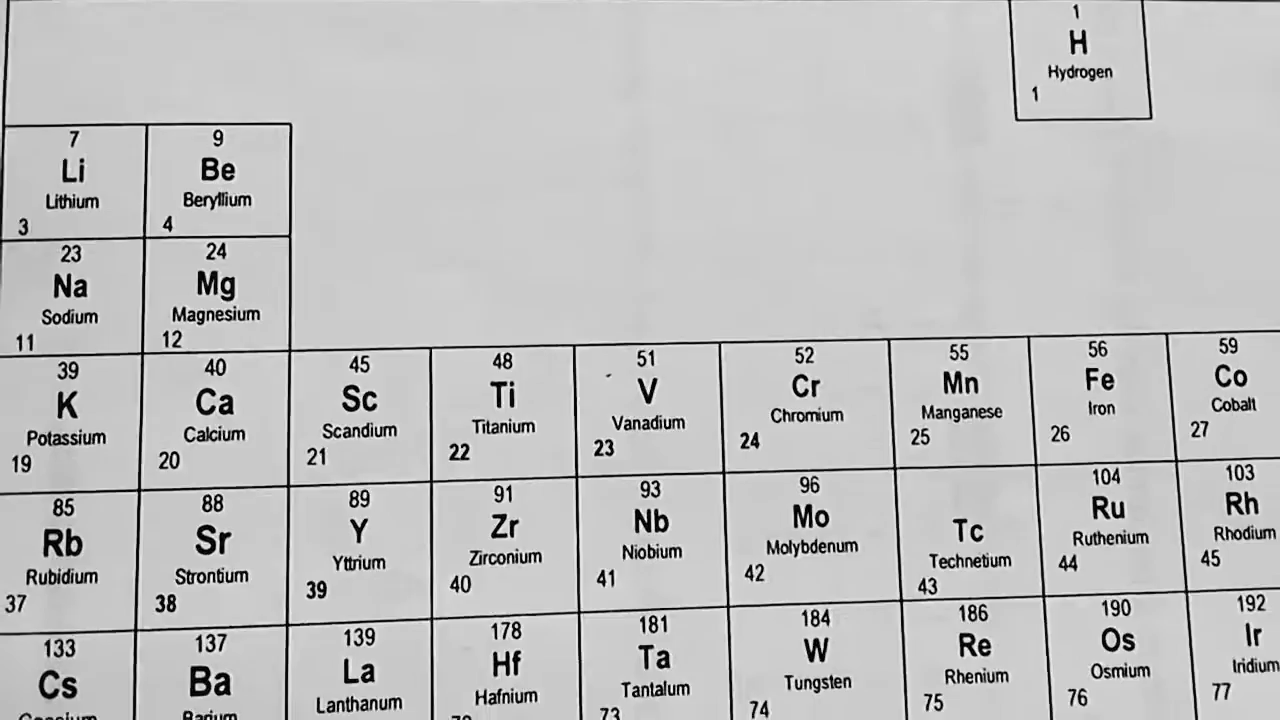 1
H
Hydrogen
1
7 9
Li Be
Lithium Beryllium
3 4
23 24
Na Mg
Sodium Magnesium
11 12
39 40 45 48 51 52 55 56 59
K Ca Sc Ti V Cr Mn Fe Co
Potassium Calcium Scandium Titanium Vanadium Chromium Manganese Iron Cobalt
19 20 21 22 23 24 25 26 27
85 88 89 91 93 96 104 103
Rb Sr Y Zr Nb Mo Tc Ru Rh
Rubidium Strontium Yttrium Zirconium Niobium Molybdenum Technetium Ruthenium Rhodium
37 38 39 40 41 42 43 44 45
133 137 139 178 181 184 186 190 192
Cs Ba La Hf Ta W Re Os Ir
Barium Lanthanum Hafnium Tantalum Tungsten Rhenium Osmium Iridium
73 74 75 76 77